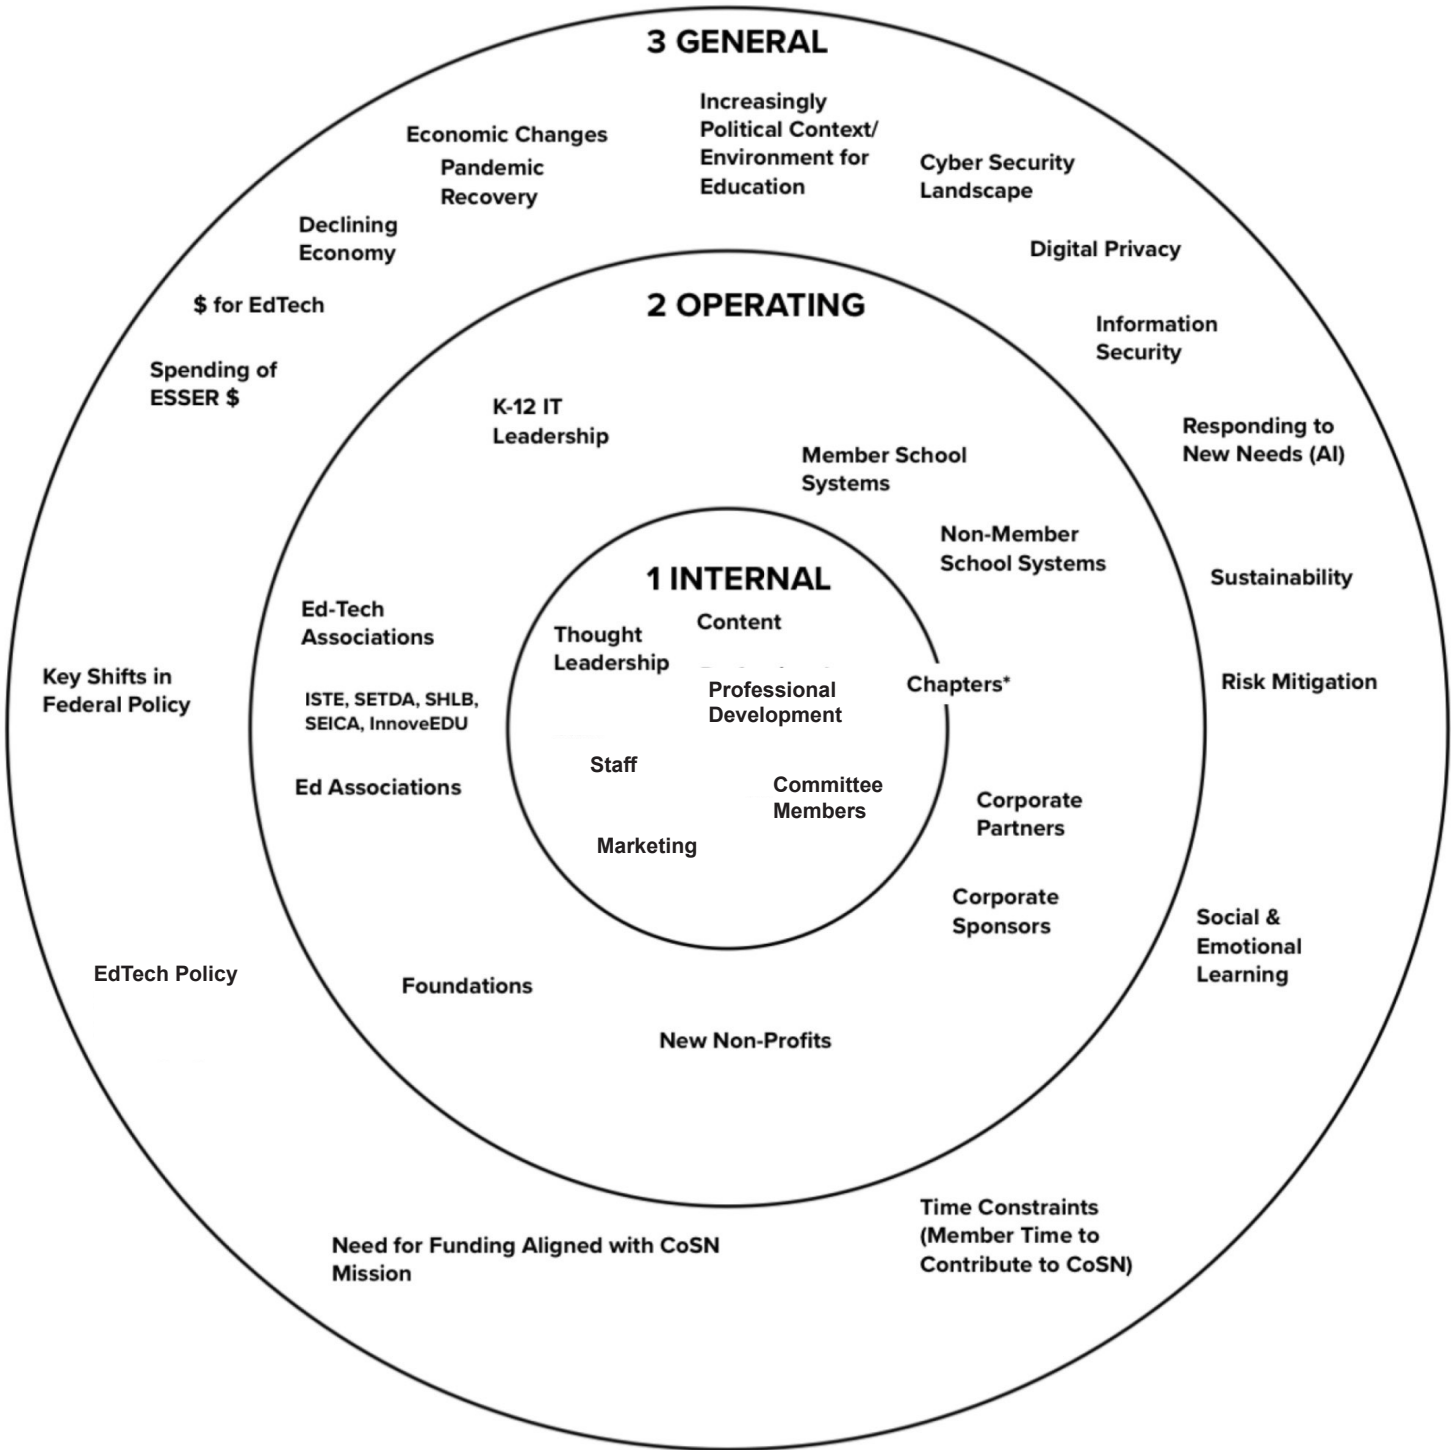 3 GENERAL
Increasingly
Political Context/
Environment for
Education
Economic Changes
Pandemic
Recovery
Cyber Security
Landscape
Declining
Economy
Digital Privacy
$ for EdTech
Information
Security
Spending of
ESSER $
Responding to
New Needs (AI)
Sustainability
Key Shifts in
Federal Policy
Risk Mitigation
EdTech Policy
Social &
Emotional
Learning
Need for Funding Aligned with CoSN
Mission
Time Constraints
(Member Time to
Contribute to CoSN)
2 OPERATING
K-12 IT
Leadership
Member School
Systems
Non-Member
School Systems
Ed-Tech
Associations
ISTE, SETDA, SHLB,
SEICA, InnoveEDU
Ed Associations
Chapters*
Corporate
Partners
Corporate
Sponsors
Foundations
New Non-Profits
1 INTERNAL
Content
Thought
Leadership
Professional
Development
Staff
Committee
Members
Marketing